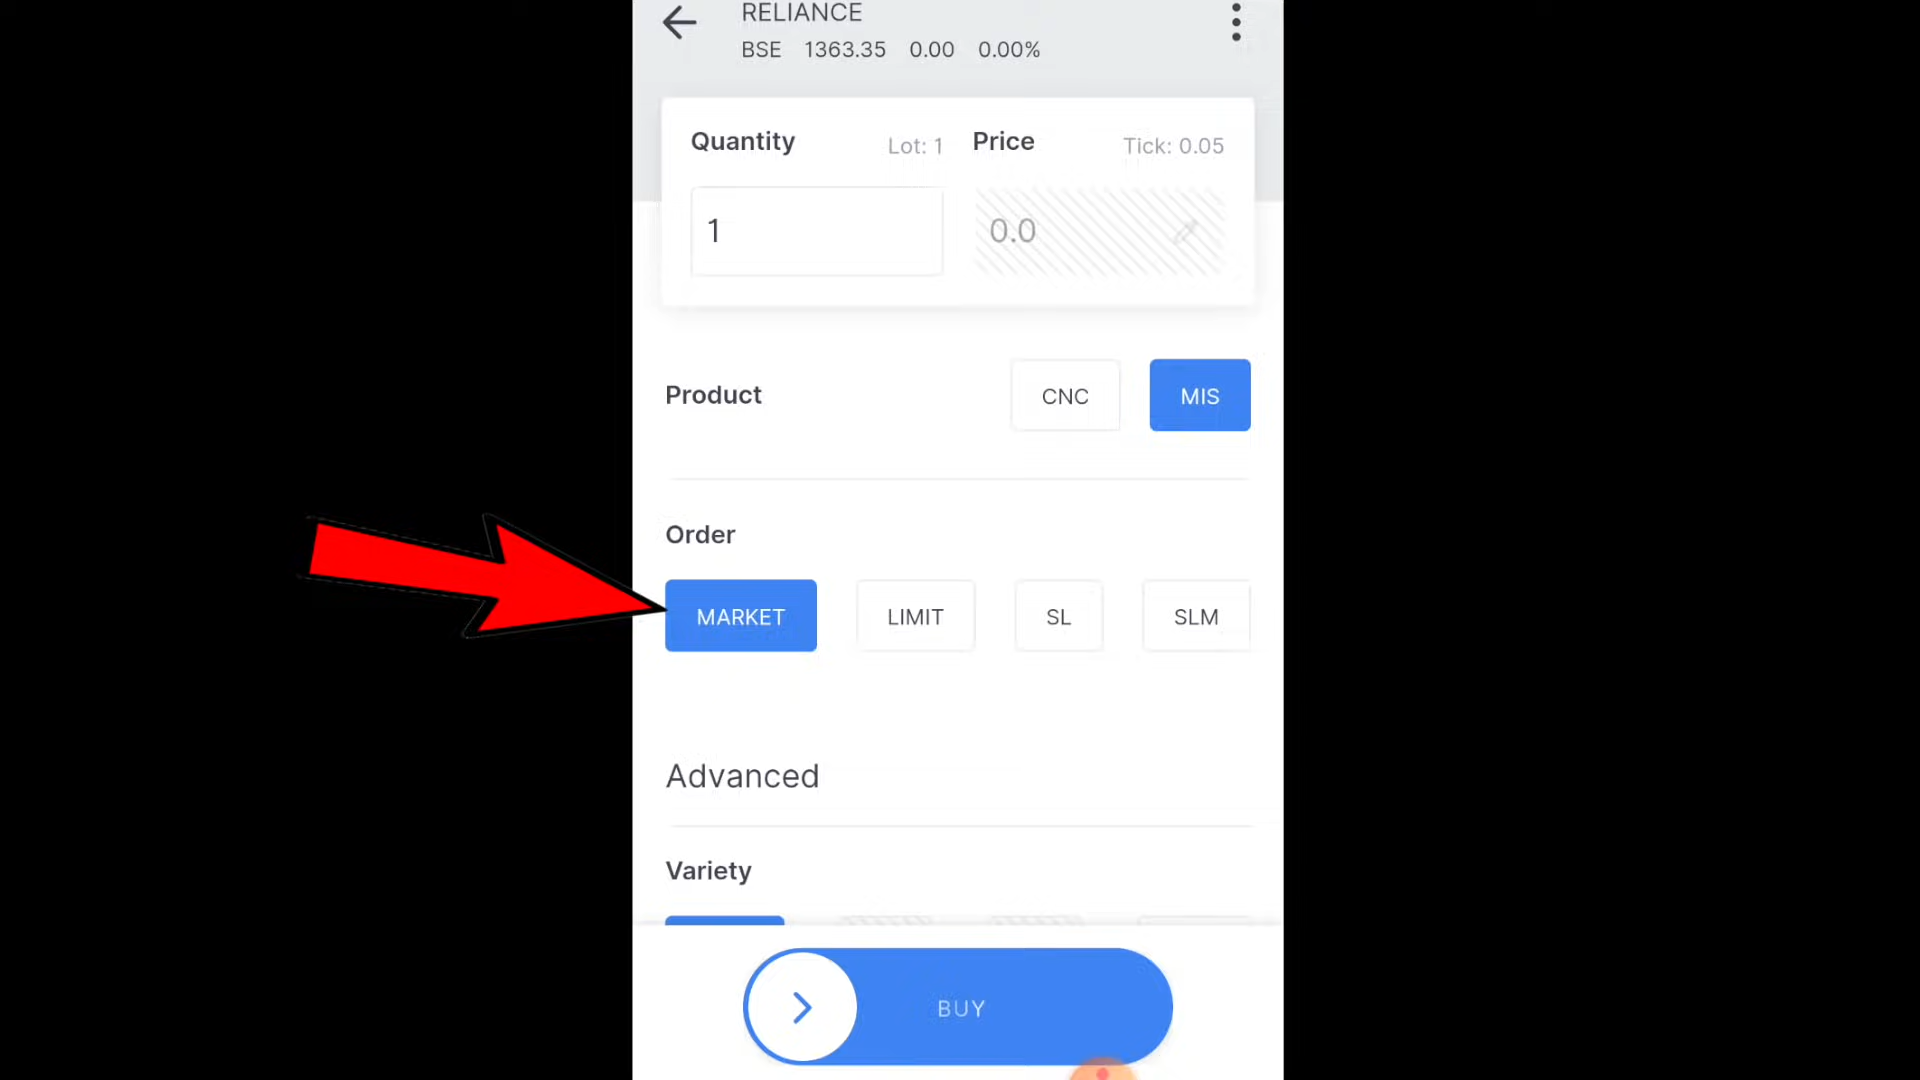 RELIANCE
BSE 1363.35 0.00 0.00%
Quantity Lot: 1 Price Tick: 0.05
1 0.0
Product CNC MIS
Order
MARKET LIMIT SL SLM
Advanced
Variety
BUY